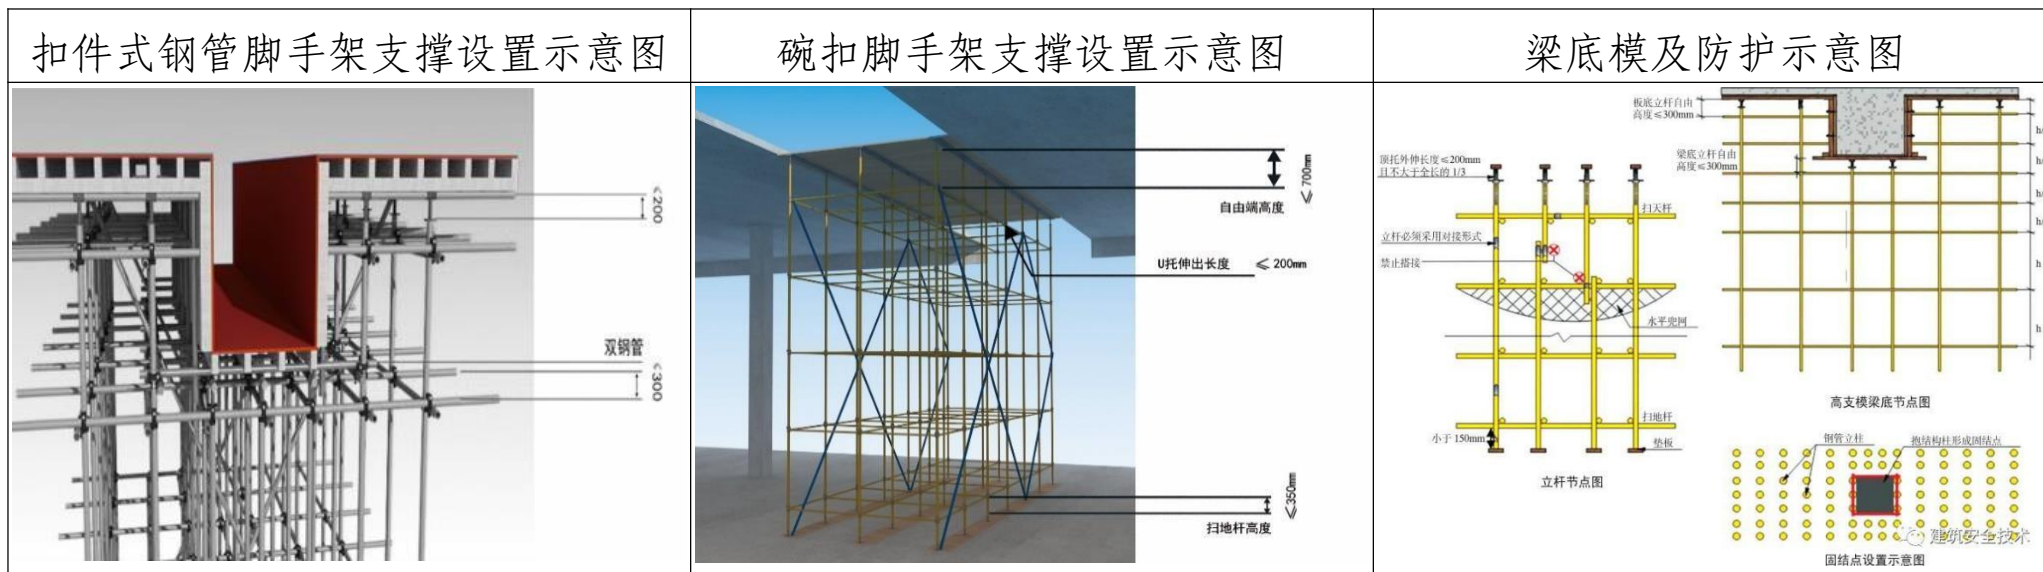 扣件式钢管脚手架支撑设置示意图
碗扣脚手架支撑设置示意图
梁底模及防护示意图
≤200
双钢管
≤300
≤700mm
自由端高度
U托伸出长度 ≤200mm
≤350mm
扫地杆高度
顶托外伸长度≤200mm
且不大于全长的1/3
扫天杆
立杆必须采用对接形式
禁止搭接
水平兜网
扫地杆
小于150mm
垫板
立杆节点图
板底立杆自由
高度≤300mm
梁底立杆自由
高度≤300mm
h
h
高支模梁底节点图
钢管立柱
抱结构柱形成固结点
建筑安全技术
固结点设置示意图